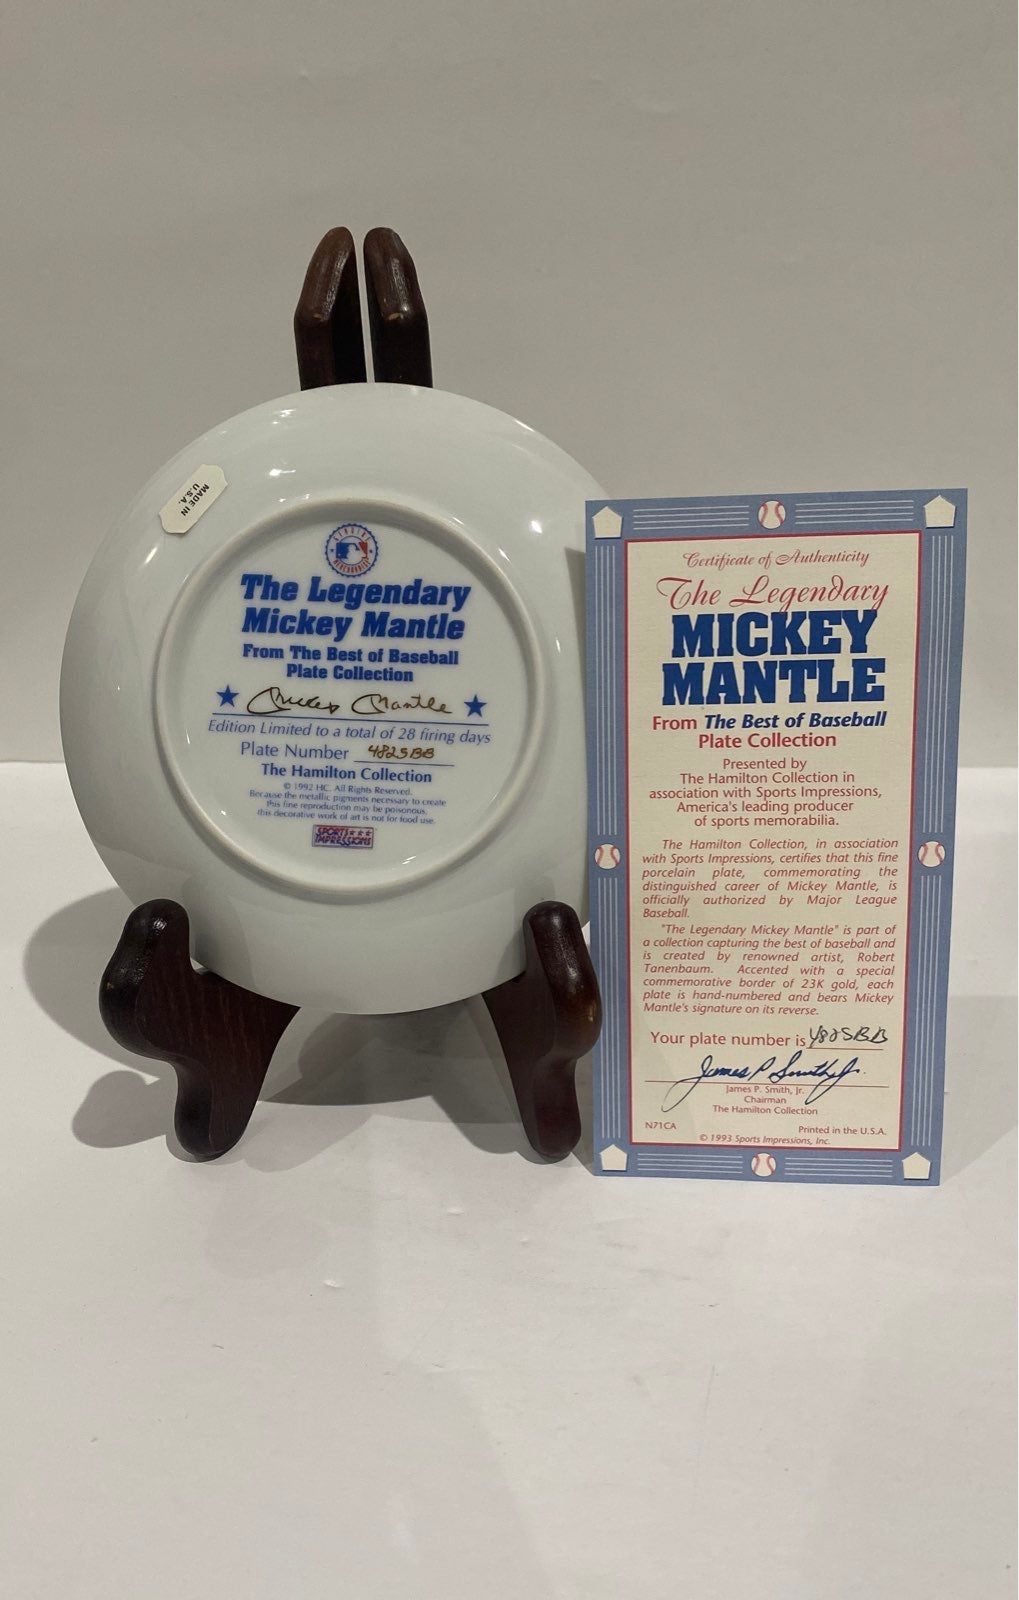 MADE IN
U.S.A.
GENUINE
MERCHANDISE
The Legendary
Mickey Mantle
From The Best of Baseball
Plate Collection
Mickey Mantle
Edition Limited to a total of 28 firing days
Plate Number 4825BB
The Hamilton Collection
© 1992 HC. All Rights Reserved.
Because the metallic pigments necessary to create
this fine reproduction may be poisonous,
this decorative work of art is not for food use.
SPORTS
IMPRESSIONS
Certificate of Authenticity
The Legendary
MICKEY
MANTLE
From The Best of Baseball
Plate Collection
Presented by
The Hamilton Collection in
association with Sports Impressions,
America's leading producer
of sports memorabilia.
The Hamilton Collection, in association
with Sports Impressions, certifies that this fine
porcelain plate, commemorating the
distinguished career of Mickey Mantle, is
officially authorized by Major League
Baseball.
"The Legendary Mickey Mantle" is part of
a collection capturing the best of baseball and
is created by renowned artist, Robert
Tanenbaum. Accented with a special
commemorative border of 23K gold, each
plate is hand-numbered and bears Mickey
Mantle's signature on its reverse.
Your plate number is 4825BB
James P Smith Jr.
James P. Smith, Jr.
Chairman
The Hamilton Collection
N71CA
Printed in the U.S.A.
© 1993 Sports Impressions, Inc.